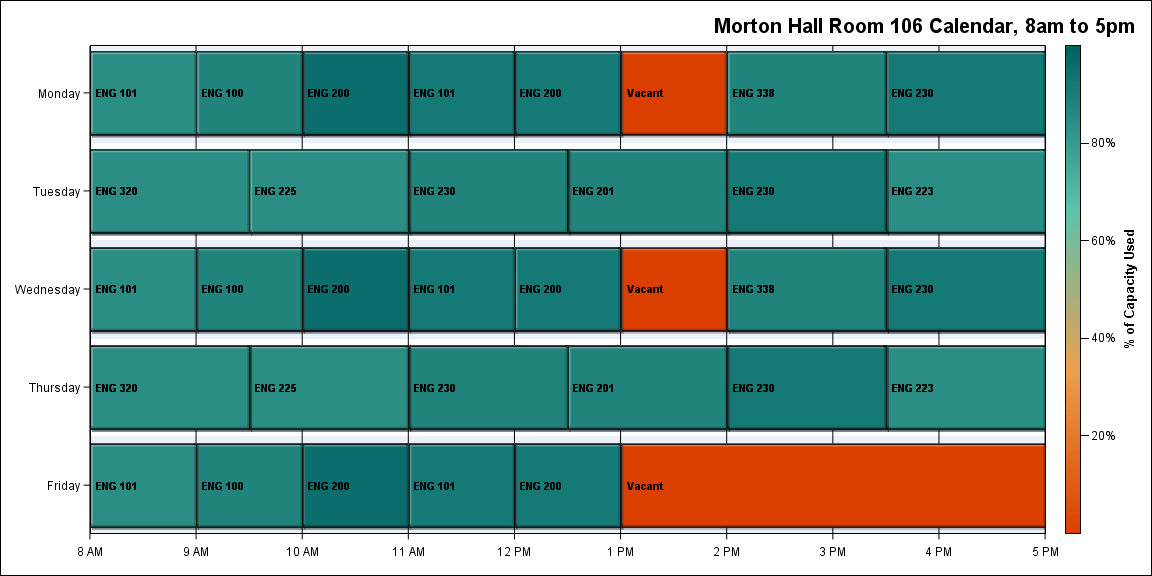 Morton Hall Room 106 Calendar, 8am to 5pm
Monday
ENG 101
ENG 100
ENG 200
ENG 101
ENG 200
Vacant
ENG 338
ENG 230
Tuesday
ENG 320
ENG 225
ENG 230
ENG 201
ENG 230
ENG 223
Wednesday
ENG 101
ENG 100
ENG 200
ENG 101
ENG 200
Vacant
ENG 338
ENG 230
Thursday
ENG 320
ENG 225
ENG 230
ENG 201
ENG 230
ENG 223
Friday
ENG 101
ENG 100
ENG 200
ENG 101
ENG 200
Vacant
8 AM
9 AM
10 AM
11 AM
12 PM
1 PM
2 PM
3 PM
4 PM
5 PM
80%
60%
40%
20%
% of Capacity Used